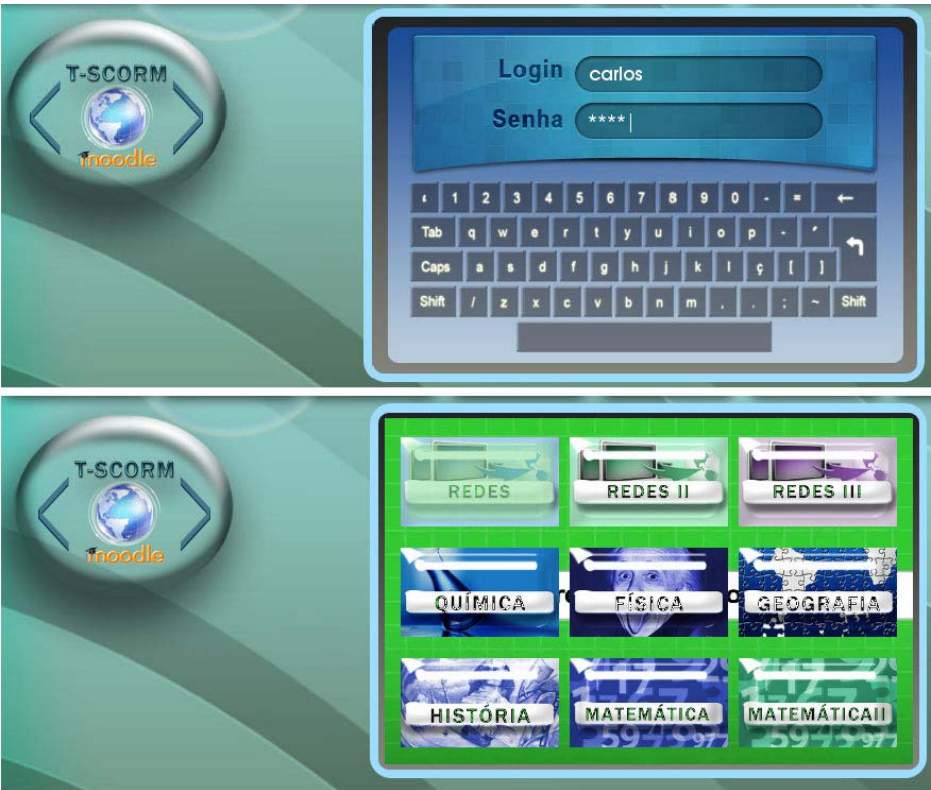 T-SCORM
moodle
Login carlos
Senha ****
1 2 3 4 5 6 7 8 9 0 - = ←
Tab q w e r t y u i o p - ´
Caps a s d f g h j k l ç [ ]
Shift / z x c v b n m , . ; ~ Shift
T-SCORM
moodle
REDES REDES II REDES III
QUÍMICA FÍSICA GEOGRAFIA
HISTÓRIA MATEMÁTICA MATEMÁTICAII